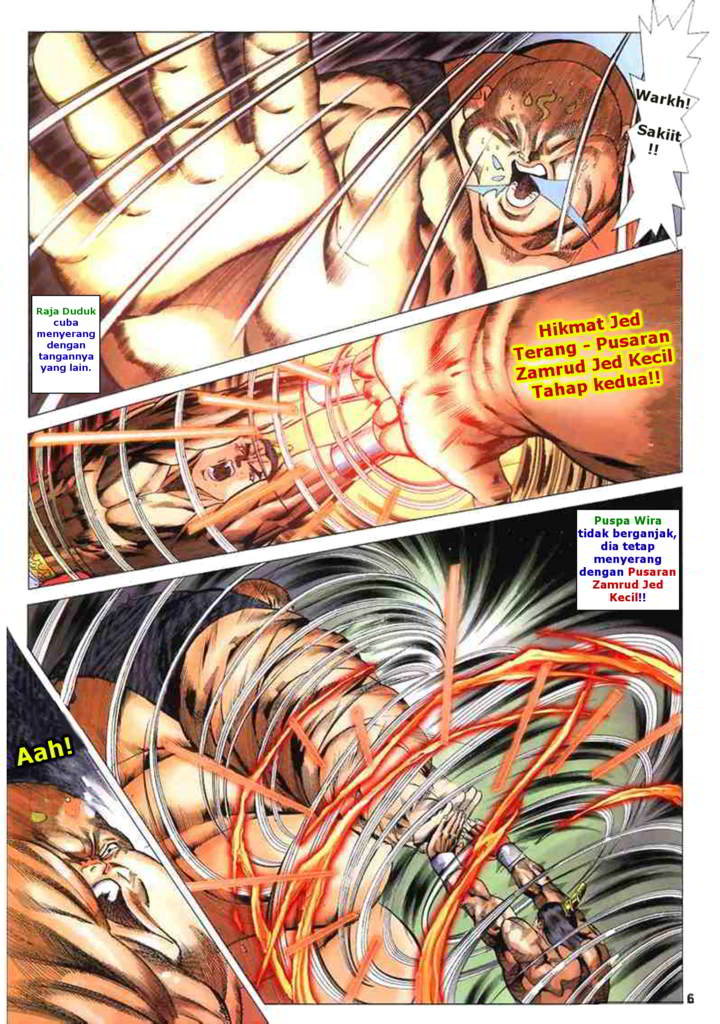 Warkh!
Sakiit
!!
Raja Duduk
cuba
menyerang
dengan
tangannya
yang lain.
Hikmat Jed
Terang - Pusaran
Zamrud Jed Kecil
Tahap kedua!!
Puspa Wira
tidak berganjak,
dia tetap
menyerang
dengan Pusaran
Zamrud Jed
Kecil!!
Aah!
6